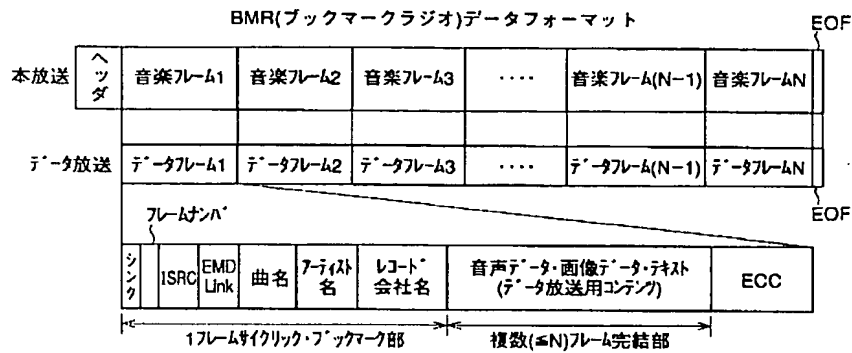 BMR(ブックマークラジオ)データフォーマット
EOF
本放送
ヘッダ
音楽フレーム1
音楽フレーム2
音楽フレーム3
‥‥
音楽フレーム(N-1)
音楽フレームN
データ放送
データフレーム1
データフレーム2
データフレーム3
‥‥
データフレーム(N-1)
データフレームN
EOF
フレームナンバ
シンク
ISRC
EMD
Link
曲名
アーティスト
名
レコード
会社名
音声データ・画像データ・テキスト
(データ放送用コンテンツ)
ECC
1フレームサイクリック・ブックマーク部
複数(≦N)フレーム完結部